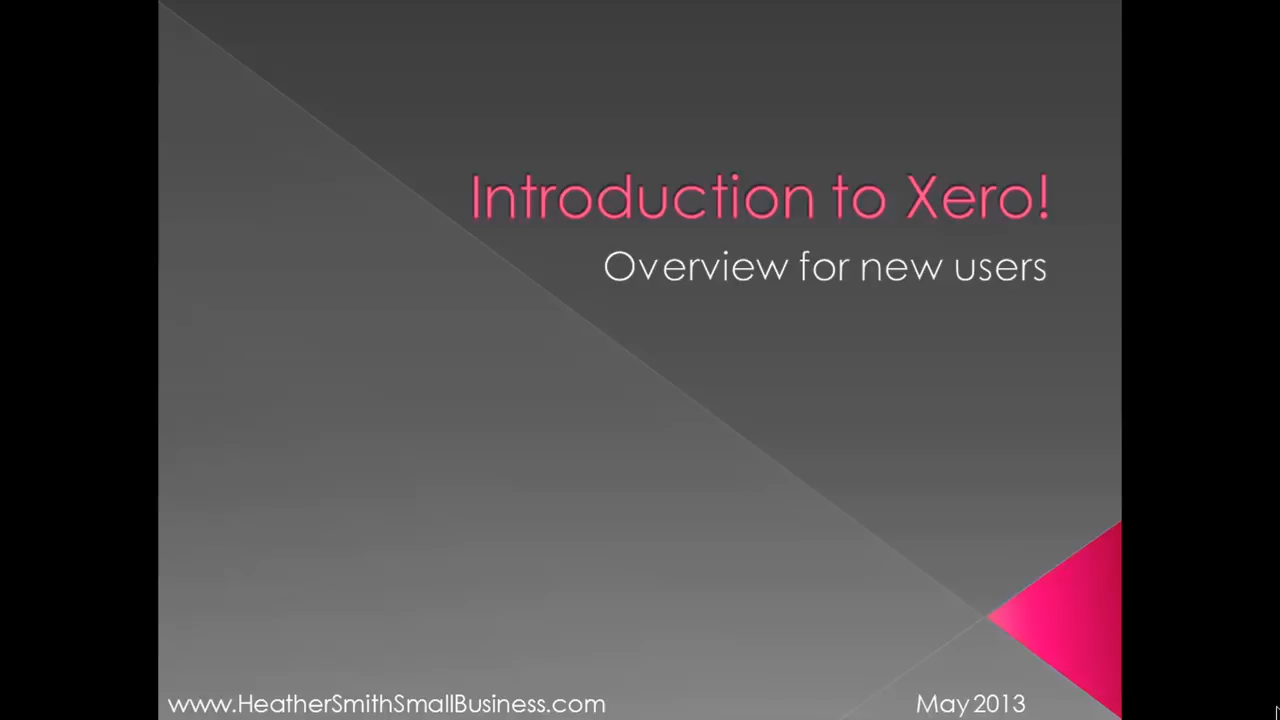 Introduction to Xero!
Overview for new users
www.HeatherSmithSmallBusiness.com
May 2013